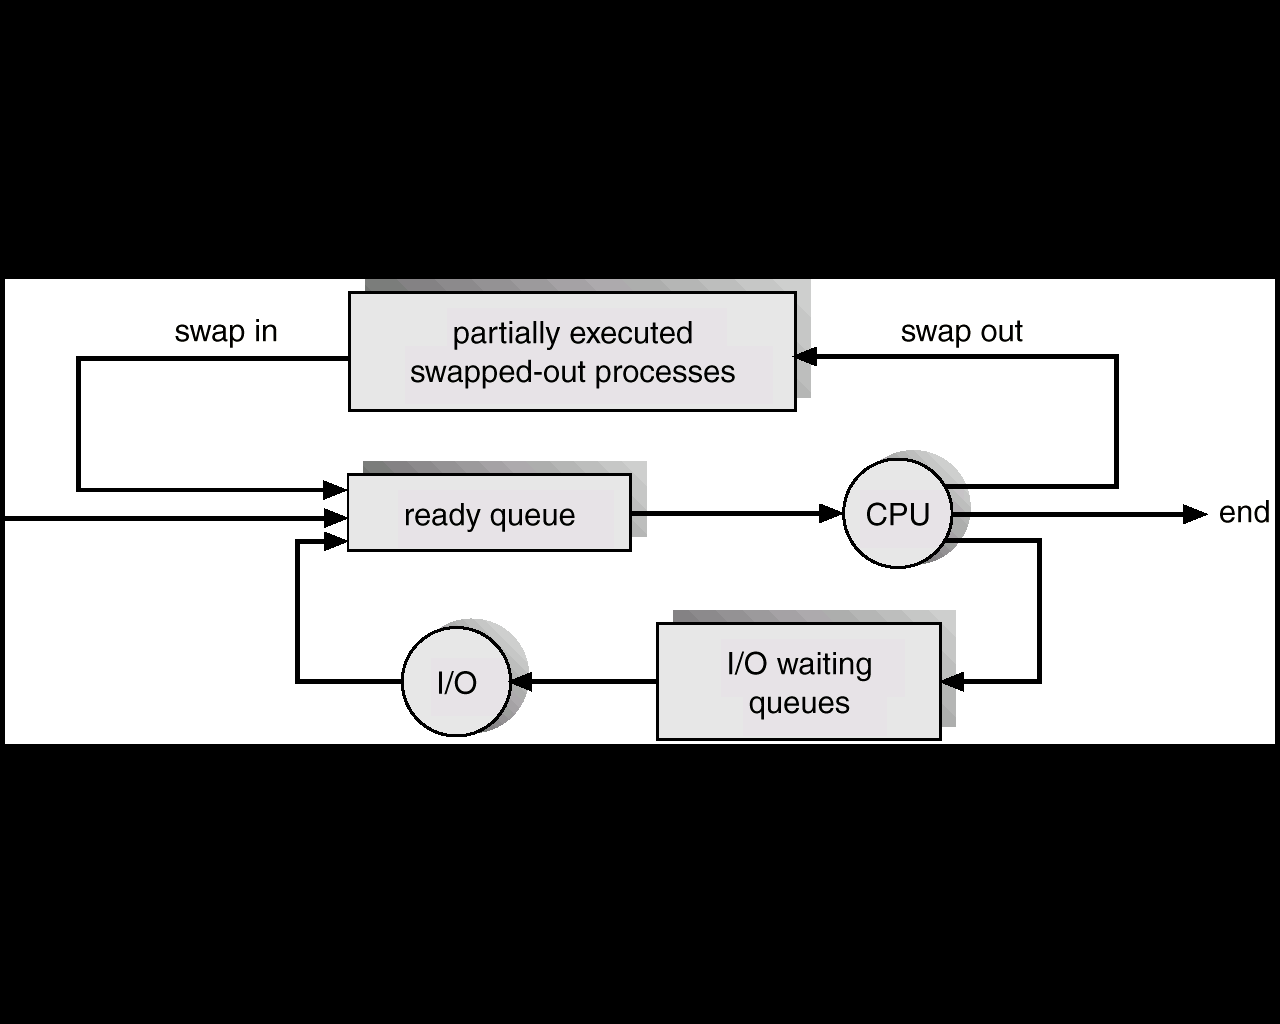 swap in
partially executed
swapped-out processes
swap out
ready queue
CPU
end
I/O
I/O waiting
queues